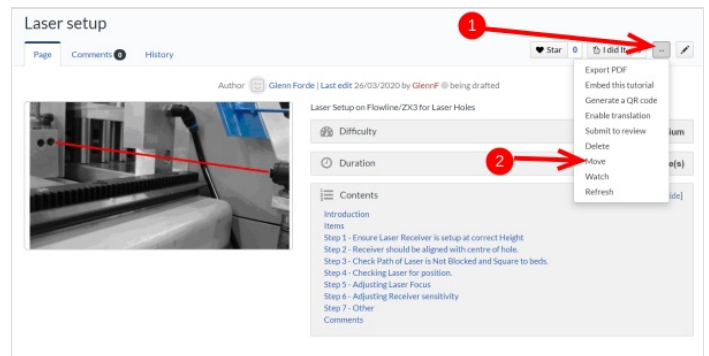 Laser setup
1
Star 0 I did it
...
Page Comments 0 History
Export PDF
Embed this tutorial
Generate a QR code
Enable translation
Submit to review
Delete
Move
Watch
Refresh
Author Glenn Forde | Last edit 26/03/2020 by GlennF being drafted
Laser Setup on Flowline/ZX3 for Laser Holes
Difficulty
ium
Duration
2
e(s)
Contents
ide]
Introduction
Items
Step 1 - Ensure Laser Receiver is setup at correct Height
Step 2 - Receiver should be aligned with centre of hole.
Step 3 - Check Path of Laser is Not Blocked and Square to beds.
Step 4 - Checking Laser for position.
Step 5 - Adjusting Laser Focus
Step 6 - Adjusting Receiver sensitivity
Step 7 - Other
Comments